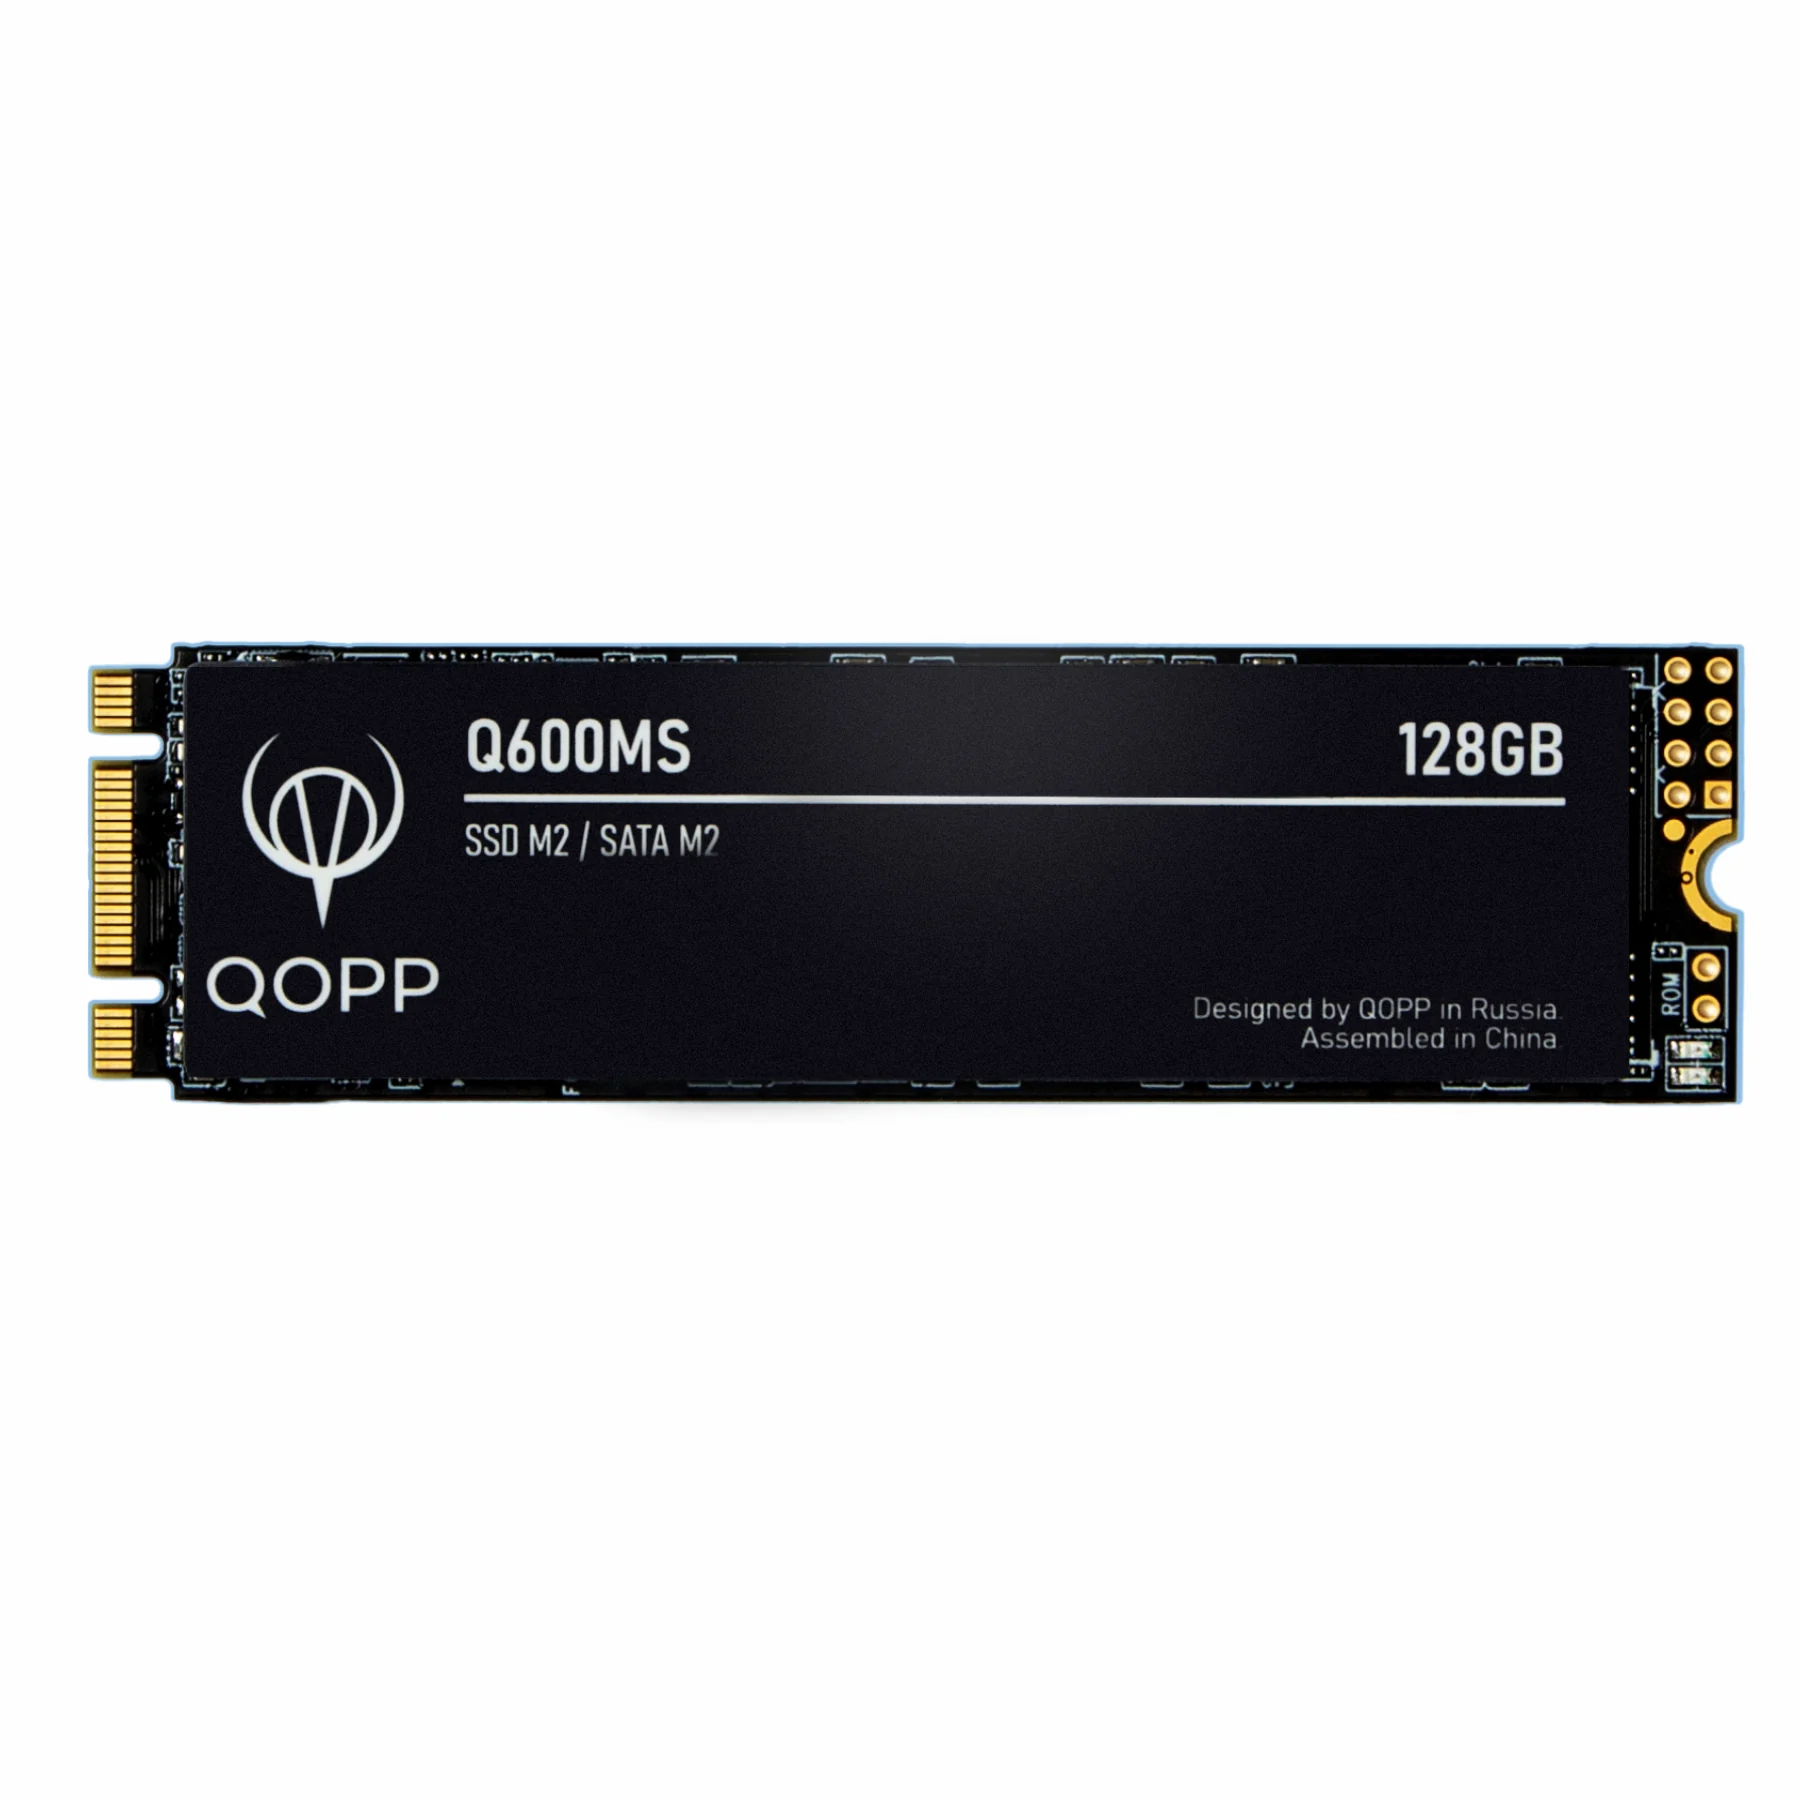 Q600MS
128GB
SSD M2 / SATA M2
QOPP
Designed by QOPP in Russia.
Assembled in China.
ROM